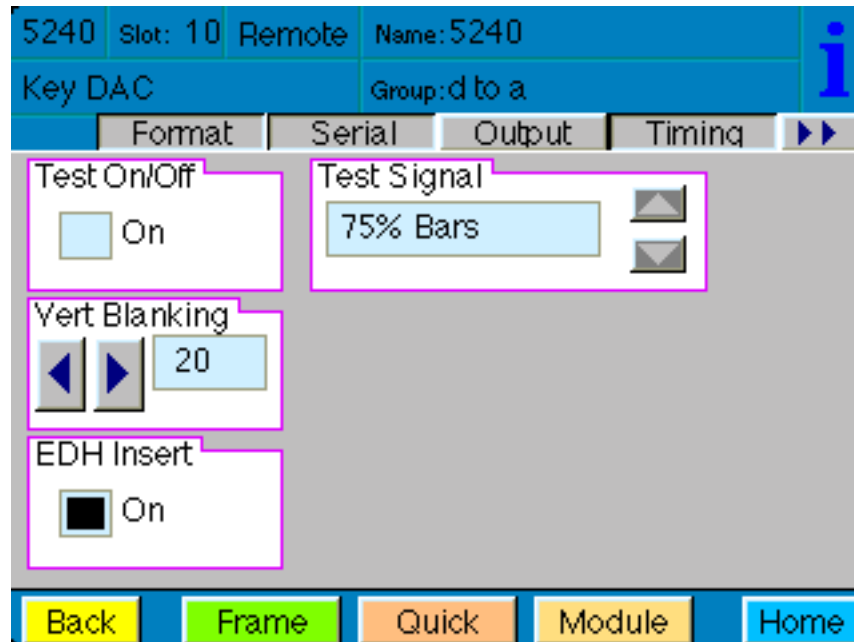 5240 Slot: 10 Remote Name:5240
Key DAC Group:d to a
Format Serial Output Timing
Test On/Off Test Signal
On 75% Bars
Vert Blanking
20
EDH Insert
On
Back Frame Quick Module Home